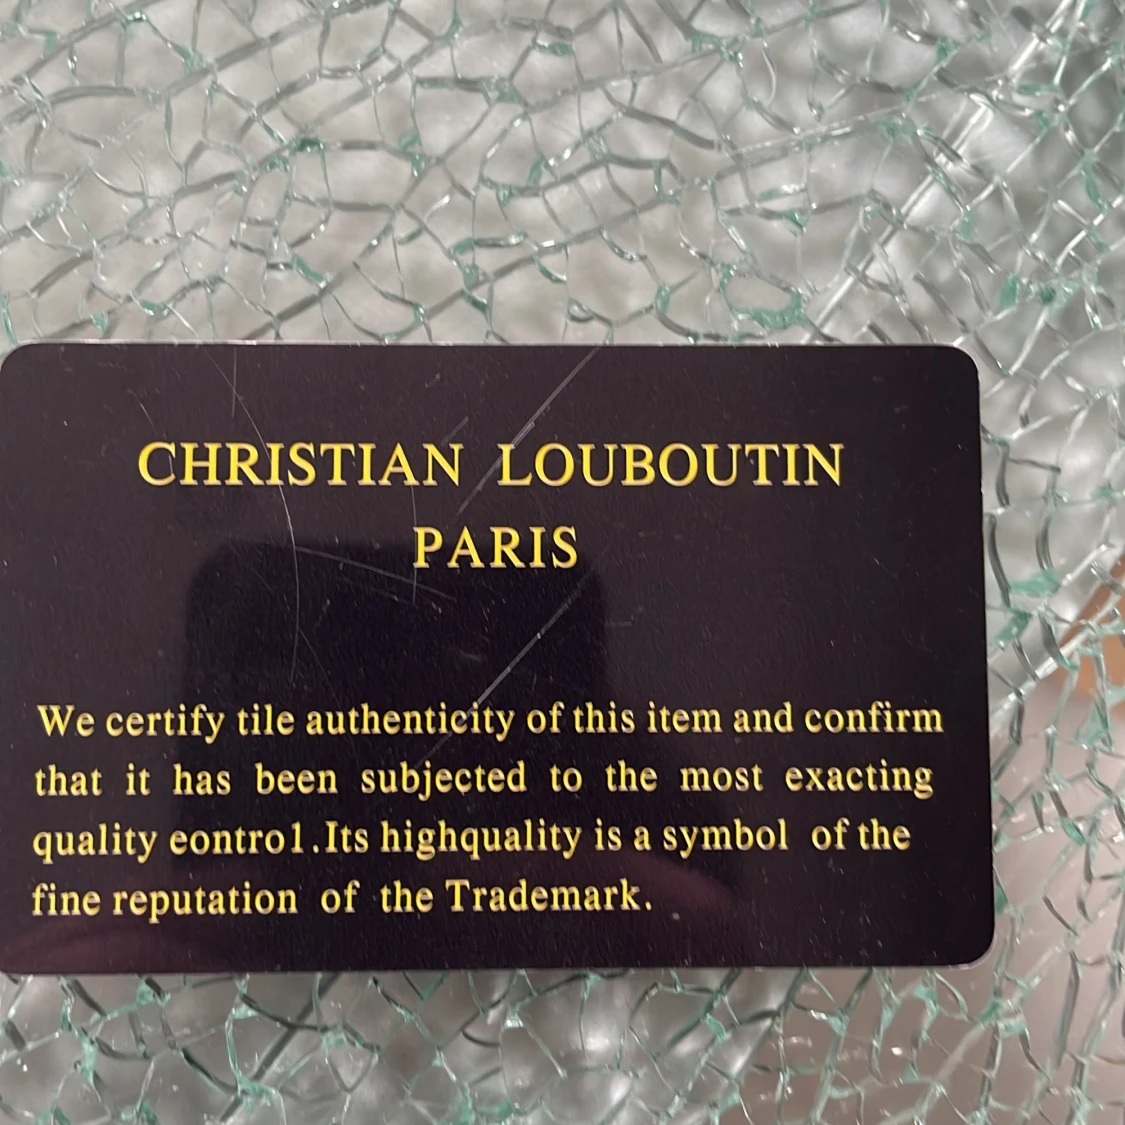 CHRISTIAN LOUBOUTIN
PARIS
We certify tile authenticity of this item and confirm
that it has been subjected to the most exacting
quality eontro1.Its highquality is a symbol of the
fine reputation of the Trademark.